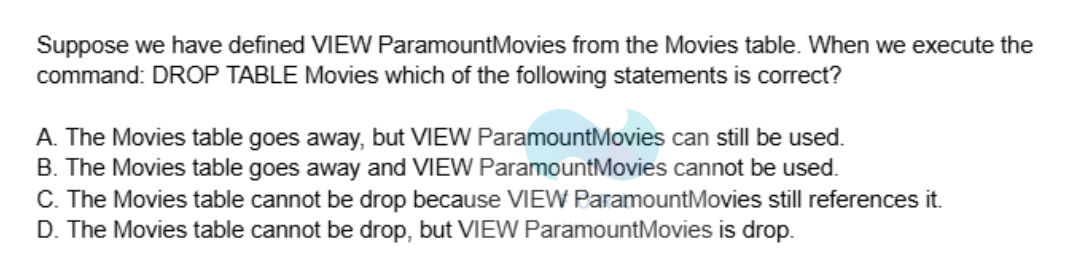 Suppose we have defined VIEW ParamountMovies from the Movies table. When we execute the
command: DROP TABLE Movies which of the following statements is correct?
A. The Movies table goes away, but VIEW ParamountMovies can still be used.
B. The Movies table goes away and VIEW ParamountMovies cannot be used.
C. The Movies table cannot be drop because VIEW ParamountMovies still references it.
D. The Movies table cannot be drop, but VIEW ParamountMovies is drop.